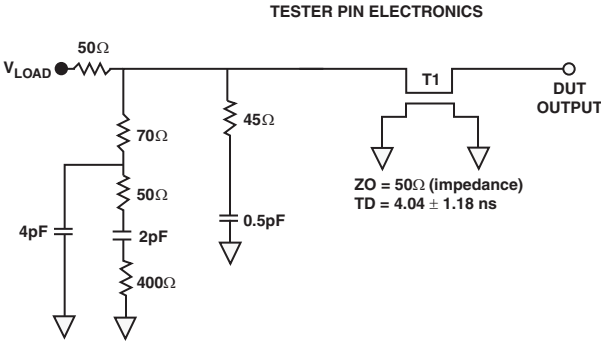 TESTER PIN ELECTRONICS
50Ω
VLOAD
T1
DUT
OUTPUT
70Ω
45Ω
50Ω
ZO = 50Ω (impedance)
TD = 4.04 ± 1.18 ns
4pF
2pF
0.5pF
400Ω